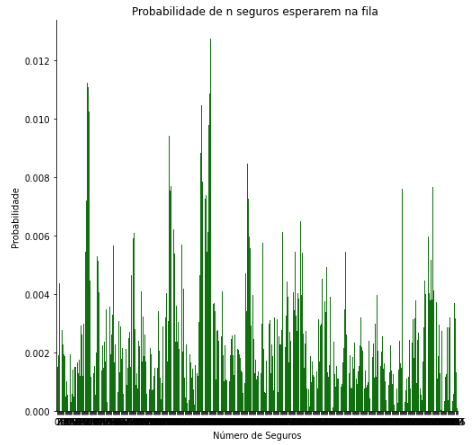 Probabilidade de n seguros esperarem na fila
0.012
0.010
0.008
0.006
0.004
0.002
0.000
Probabilidade
Número de Seguros